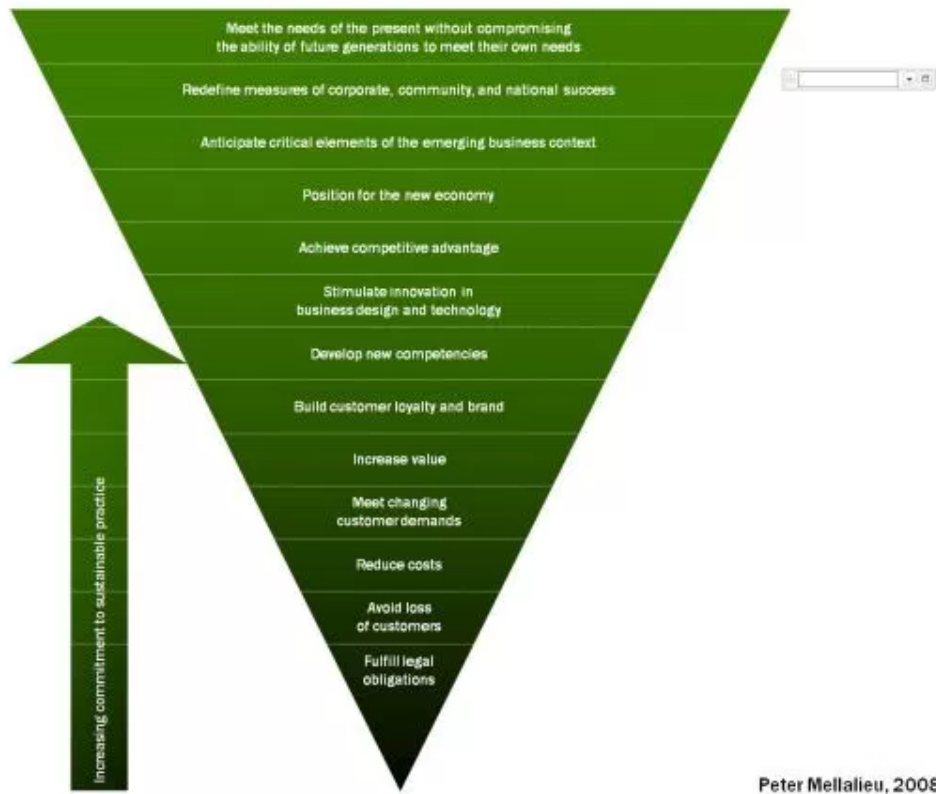 Meet the needs of the present without compromising
the ability of future generations to meet their own needs
Redefine measures of corporate, community, and national success
Anticipate critical elements of the emerging business context
Position for the new economy
Achieve competitive advantage
Stimulate innovation in
business design and technology
Develop new competencies
Build customer loyalty and brand
Increase value
Meet changing
customer demands
Reduce costs
Avoid loss
of customers
Fulfill legal
obligations
Increasing commitment to sustainable practice
Peter Mellalieu, 2008